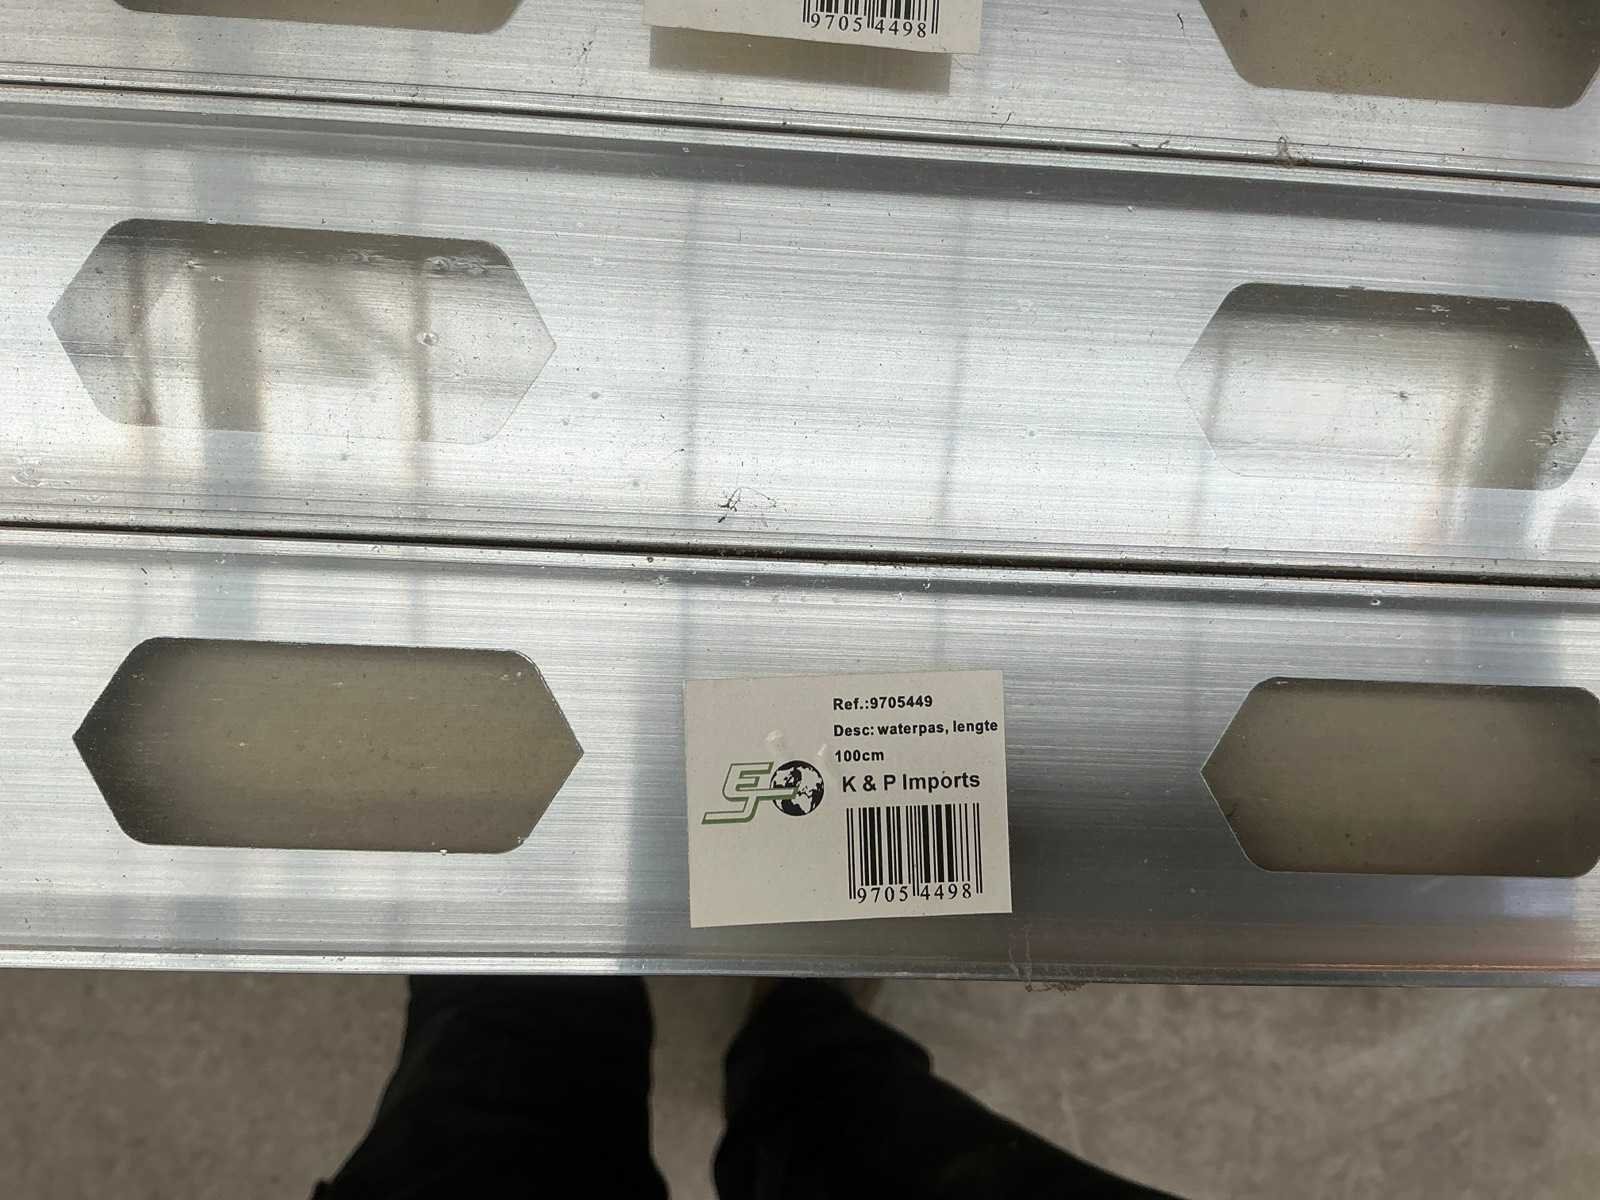 9705 4498
Ref.:9705449
Desc: waterpas, lengte
100cm
K & P Imports
9705 4498